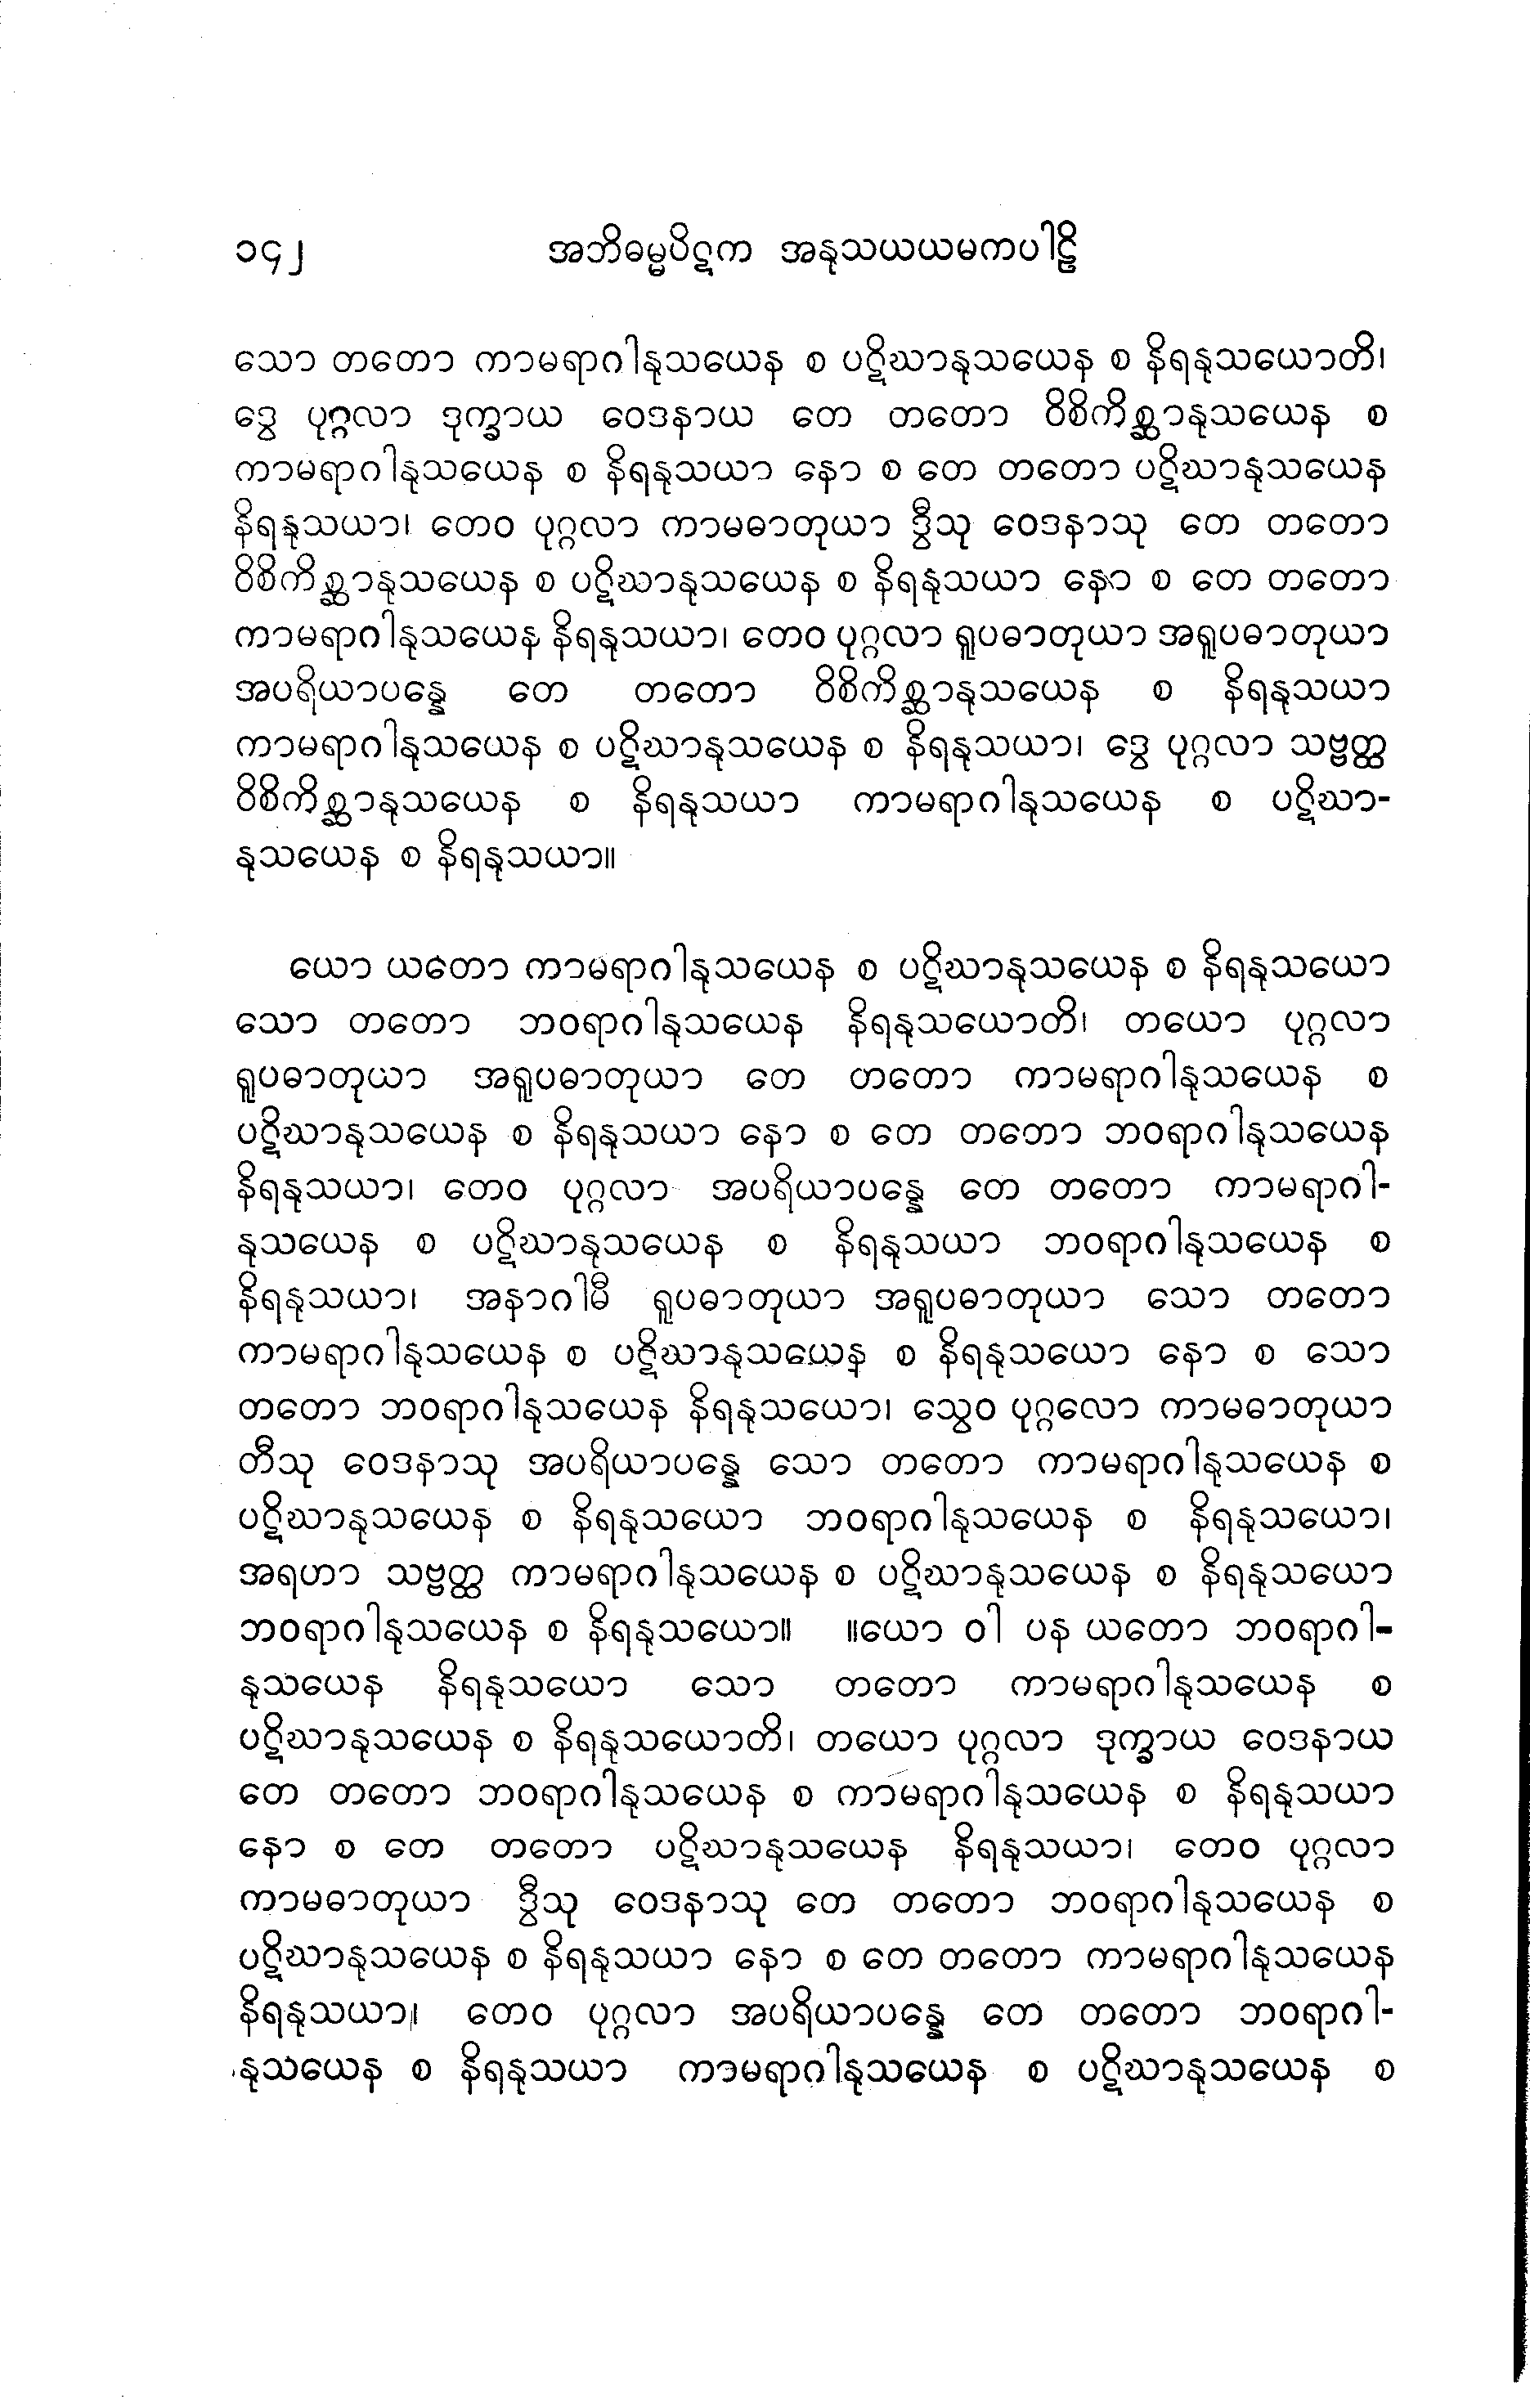 ၁၄၂ အဘိဓမ္မပိဋက အနုသယယမကပါဠိ
သော တတော ကာမရာဂါနုသယေန စ ပဋိဃာနုသယေန စ နိရနုသယောတိ၊
ဒွေ ပုဂ္ဂလာ ဒုက္ခာယ ဝေဒနာယ တေ တတော ဝိစိကိစ္ဆာနုသယေန စ
ကာမရာဂါနုသယေန စ နိရနုသယာ နော စ တေ တတော ပဋိဃာနုသယေန
နိရနုသယာ၊ တေဝ ပုဂ္ဂလာ ကာမဓာတုယာ ဒွီသု ဝေဒနာသု တေ တတော
ဝိစိကိစ္ဆာနုသယေန စ ပဋိဃာနုသယေန စ နိရနုသယာ နော စ တေ တတော
ကာမရာဂါနုသယေန နိရနုသယာ၊ တေဝ ပုဂ္ဂလာ ရူပဓာတုယာ အရူပဓာတုယာ
အပရိယာပန္နေ တေ တတော ဝိစိကိစ္ဆာနုသယေန စ နိရနုသယာ
ကာမရာဂါနုသယေန စ ပဋိဃာနုသယေန စ နိရနုသယာ၊ ဒွေ ပုဂ္ဂလာ သဗ္ဗတ္ထ
ဝိစိကိစ္ဆာနုသယေန စ နိရနုသယာ ကာမရာဂါနုသယေန စ ပဋိဃာ-
နုသယေန စ နိရနုသယာ။
ယော ယတော ကာမရာဂါနုသယေန စ ပဋိဃာနုသယေန စ နိရနုသယော
သော တတော ဘဝရာဂါနုသယေန နိရနုသယောတိ၊ တယော ပုဂ္ဂလာ
ရူပဓာတုယာ အရူပဓာတုယာ တေ တတော ကာမရာဂါနုသယေန စ
ပဋိဃာနုသယေန စ နိရနုသယာ နော စ တေ တတော ဘဝရာဂါနုသယေန
နိရနုသယာ၊ တေဝ ပုဂ္ဂလာ အပရိယာပန္နေ တေ တတော ကာမရာဂါ-
နုသယေန စ ပဋိဃာနုသယေန စ နိရနုသယာ ဘဝရာဂါနုသယေန စ
နိရနုသယာ၊ အနာဂါမီ ရူပဓာတုယာ အရူပဓာတုယာ သော တတော
ကာမရာဂါနုသယေန စ ပဋိဃာနုသယေန စ နိရနုသယော နော စ သော
တတော ဘဝရာဂါနုသယေန နိရနုသယော၊ သွေဝ ပုဂ္ဂလော ကာမဓာတုယာ
တီသု ဝေဒနာသု အပရိယာပန္နေ သော တတော ကာမရာဂါနုသယေန စ
ပဋိဃာနုသယေန စ နိရနုသယော ဘဝရာဂါနုသယေန စ နိရနုသယော၊
အရဟာ သဗ္ဗတ္ထ ကာမရာဂါနုသယေန စ ပဋိဃာနုသယေန စ နိရနုသယော
ဘဝရာဂါနုသယေန စ နိရနုသယော။ ။ယော ဝါ ပန ယတော ဘဝရာဂါ-
နုသယေန နိရနုသယော သော တတော ကာမရာဂါနုသယေန စ
ပဋိဃာနုသယေန စ နိရနုသယောတိ၊ တယော ပုဂ္ဂလာ ဒုက္ခာယ ဝေဒနာယ
တေ တတော ဘဝရာဂါနုသယေန စ ကာမရာဂါနုသယေန စ နိရနုသယာ
နော စ တေ တတော ပဋိဃာနုသယေန နိရနုသယာ၊ တေဝ ပုဂ္ဂလာ
ကာမဓာတုယာ ဒွီသု ဝေဒနာသု တေ တတော ဘဝရာဂါနုသယေန စ
ပဋိဃာနုသယေန စ နိရနုသယာ နော စ တေ တတော ကာမရာဂါနုသယေန
နိရနုသယာ၊ တေဝ ပုဂ္ဂလာ အပရိယာပန္နေ တေ တတော ဘဝရာဂါ-
နုသယေန စ နိရနုသယာ ကာမရာဂါနုသယေန စ ပဋိဃာနုသယေန စ